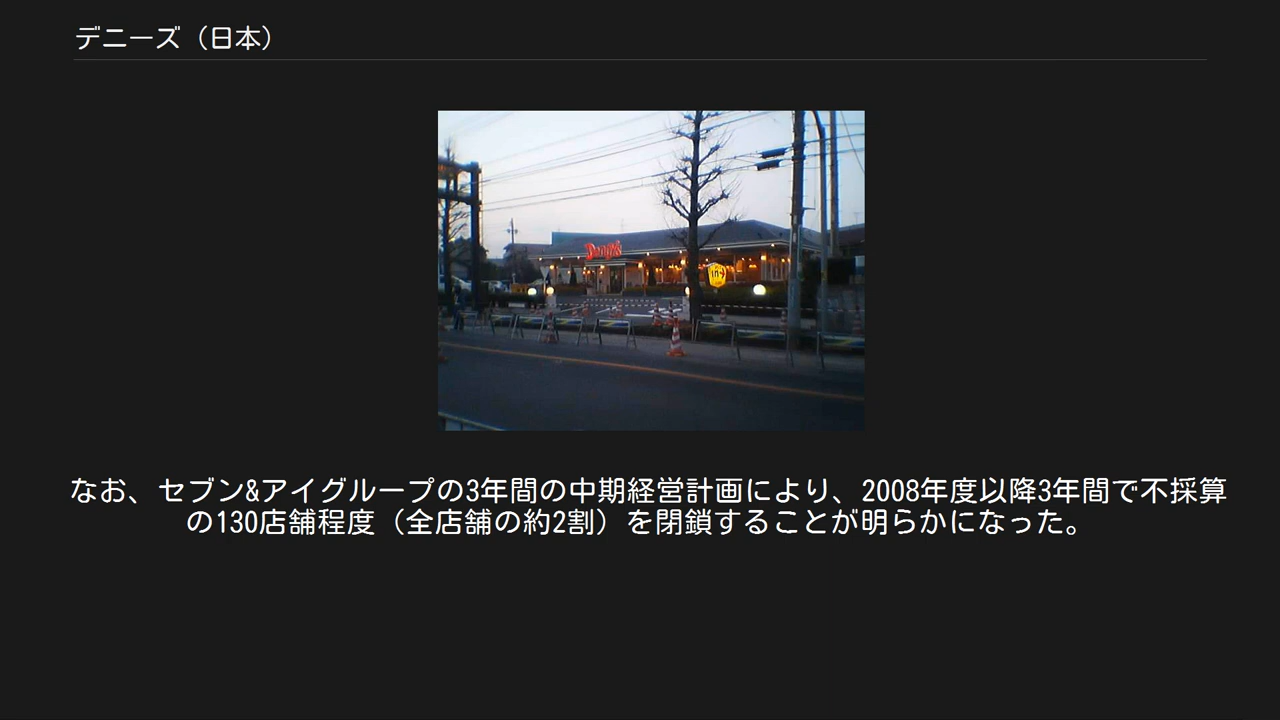 デニーズ（日本）
Denny's
in
なお、セブン&アイグループの3年間の中期経営計画により、2008年度以降3年間で不採算
の130店舗程度（全店舗の約2割）を閉鎖することが明らかになった。